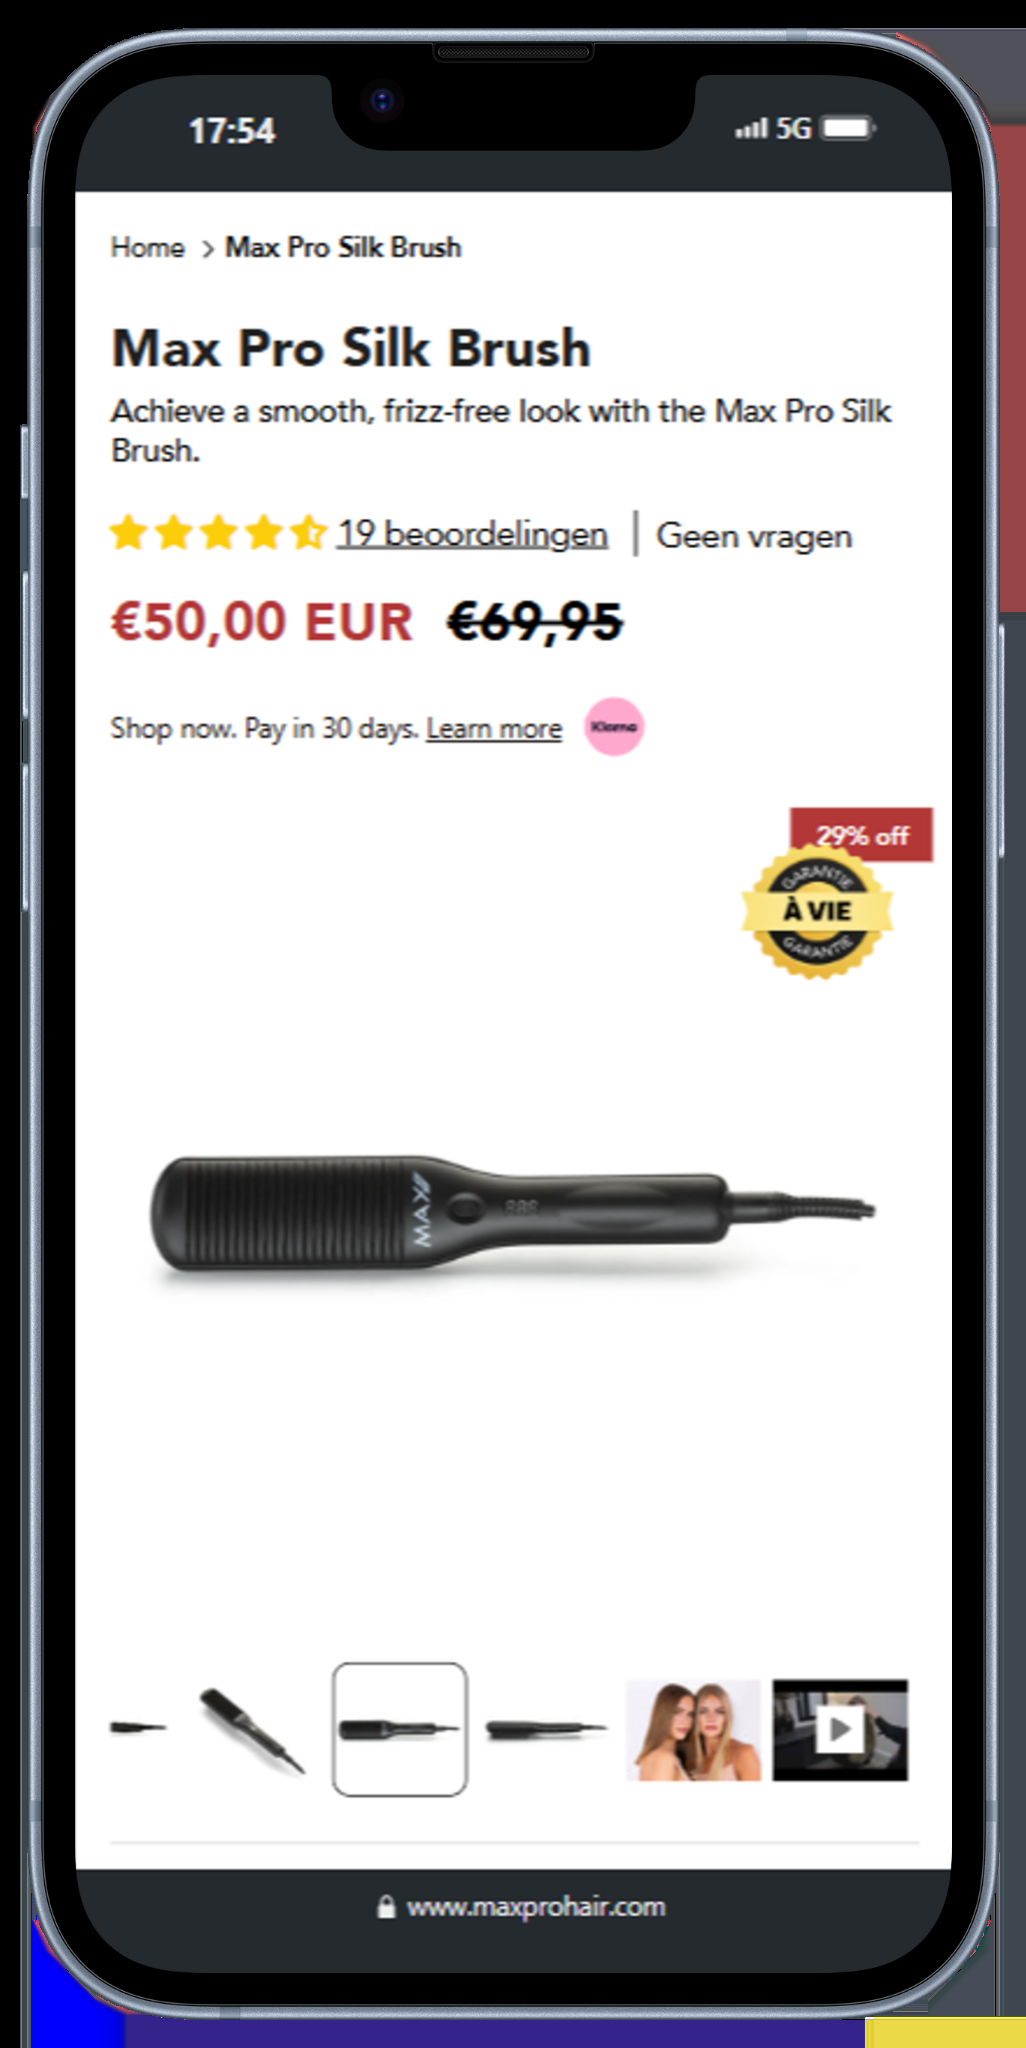 17:54
5G
Home > Max Pro Silk Brush
Max Pro Silk Brush
Achieve a smooth, frizz-free look with the Max Pro Silk
Brush.
19 beoordelingen | Geen vragen
€50,00 EUR €69,95
Shop now. Pay in 30 days. Learn more
Klarna
29% off
GARANTIE
À VIE
GARANTIE
MAX
888
www.maxprohair.com